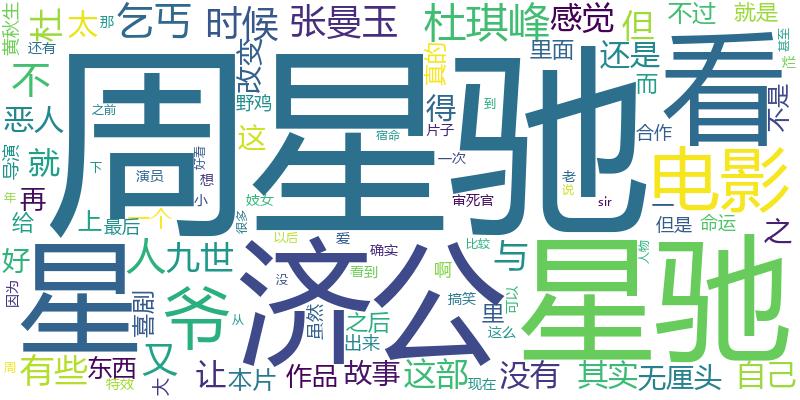 黄秋生
杜
太
那
乞丐
时候
张曼玉
杜琪峰
感觉
但
不过
就是
还有
改变
真的
里面
还是
看
甚至
烂
不
周星驰
而
不是
恶人
之前
野鸡
得
到
导演
就
这
宿命
片子
合作
好看
下
演员
想
一次
老
电影
年
再
小
妓女
审死官
说
sir
一
给
上
最后
一个
很多
但是
命运
之
好
星
人
九世
以后
爱
济公
确实
比较
与
星驰
人物
因为
喜剧
爷
没
看到
啊
搞笑
里
可以
从
虽然
之后
出来
这么
周
有些
东西
又
让
本片
作品
故事
这部
现在
没有
其实
无厘头
自己
特效
大